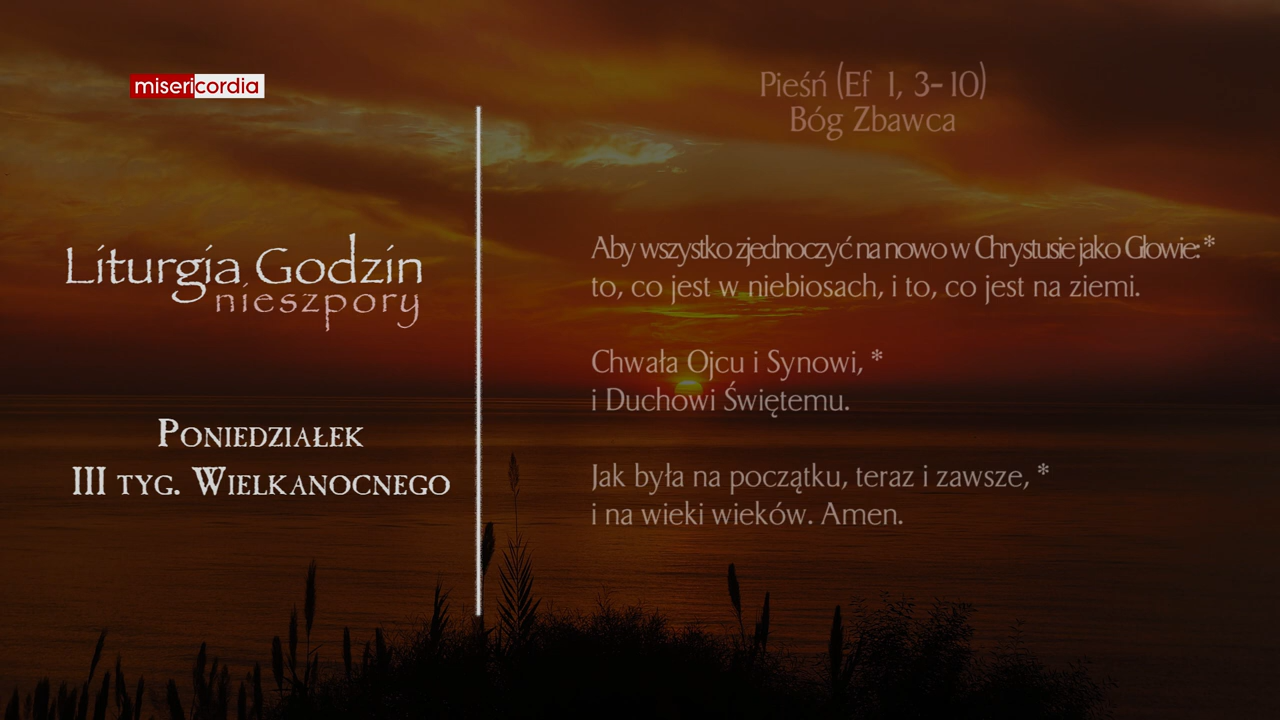 misericordia
Liturgia Godzin
nieszpory
Poniedziałek
III tyg. Wielkanocnego
Pieśń (Ef 1, 3-10)
Bóg Zbawca
Aby wszystko zjednoczyć na nowo w Chrystusie jako Głowie: *
to, co jest w niebiosach, i to, co jest na ziemi.
Chwała Ojcu i Synowi, *
i Duchowi Świętemu.
Jak była na początku, teraz i zawsze, *
i na wieki wieków. Amen.